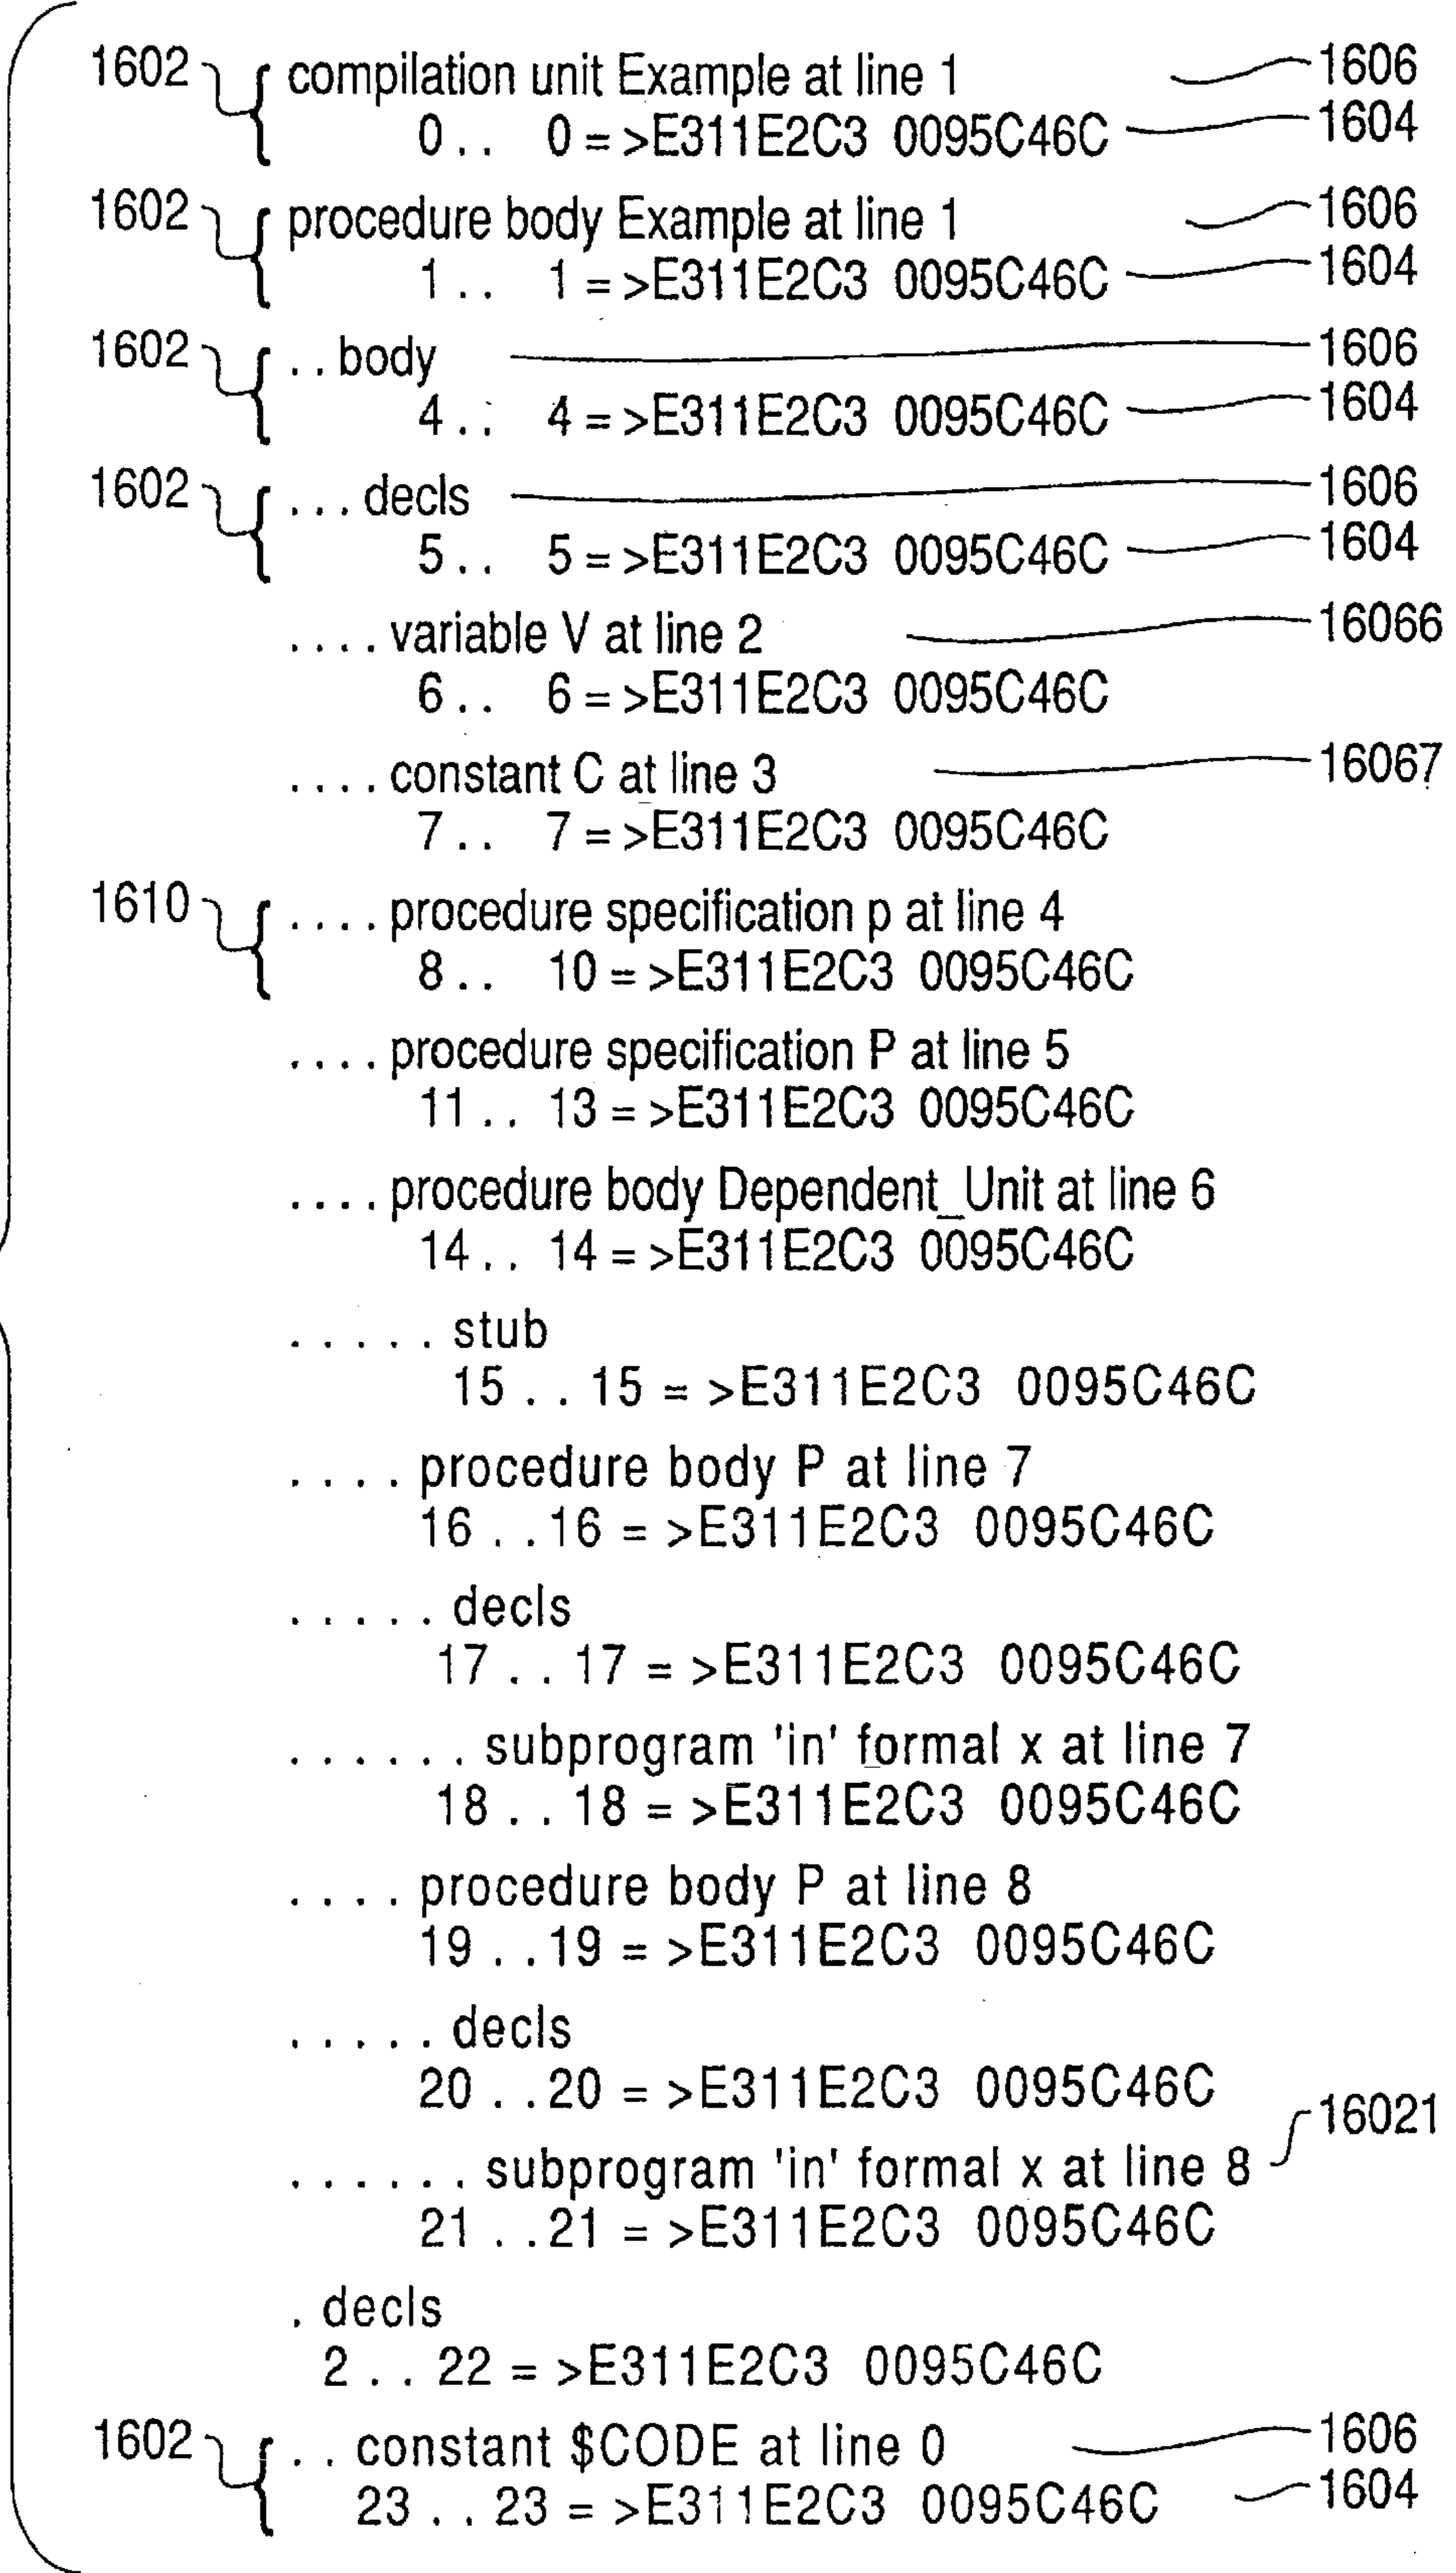 1602 compilation unit Example at line 1 1606
0 . . 0 = >E311E2C3 0095C46C 1604
1602 procedure body Example at line 1 1606
1 . . 1 = >E311E2C3 0095C46C 1604
1602 . . body 1606
4 . . 4 = >E311E2C3 0095C46C 1604
1602 . . . decls 1606
5 . . 5 = >E311E2C3 0095C46C 1604
. . . . variable V at line 2 16066
6 . . 6 = >E311E2C3 0095C46C
. . . . constant C at line 3 16067
7 . . 7 = >E311E2C3 0095C46C
1610 . . . . procedure specification p at line 4
8 . . 10 = >E311E2C3 0095C46C
. . . . procedure specification P at line 5
11 . . 13 = >E311E2C3 0095C46C
. . . . procedure body Dependent_Unit at line 6
14 . . 14 = >E311E2C3 0095C46C
. . . . . stub
15 . . 15 = >E311E2C3 0095C46C
. . . . procedure body P at line 7
16 . . 16 = >E311E2C3 0095C46C
. . . . . decls
17 . . 17 = >E311E2C3 0095C46C
. . . . . . subprogram 'in' formal x at line 7
18 . . 18 = >E311E2C3 0095C46C
. . . . procedure body P at line 8
19 . . 19 = >E311E2C3 0095C46C
. . . . . decls
20 . . 20 = >E311E2C3 0095C46C
16021
. . . . . . subprogram 'in' formal x at line 8
21 . . 21 = >E311E2C3 0095C46C
. decls
2 . . 22 = >E311E2C3 0095C46C
1602 . . constant $CODE at line 0 1606
23 . . 23 = >E311E2C3 0095C46C 1604